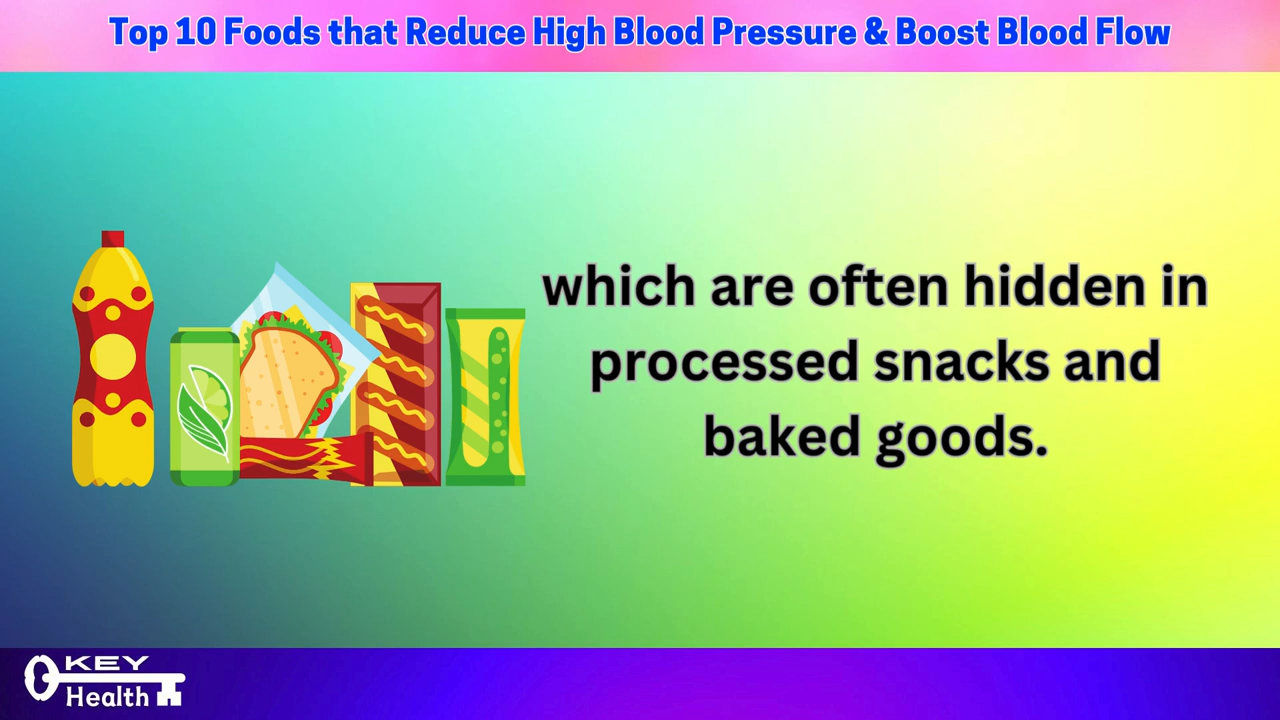 Top 10 Foods that Reduce High Blood Pressure & Boost Blood Flow
which are often hidden in
processed snacks and
baked goods.
KEY
Health